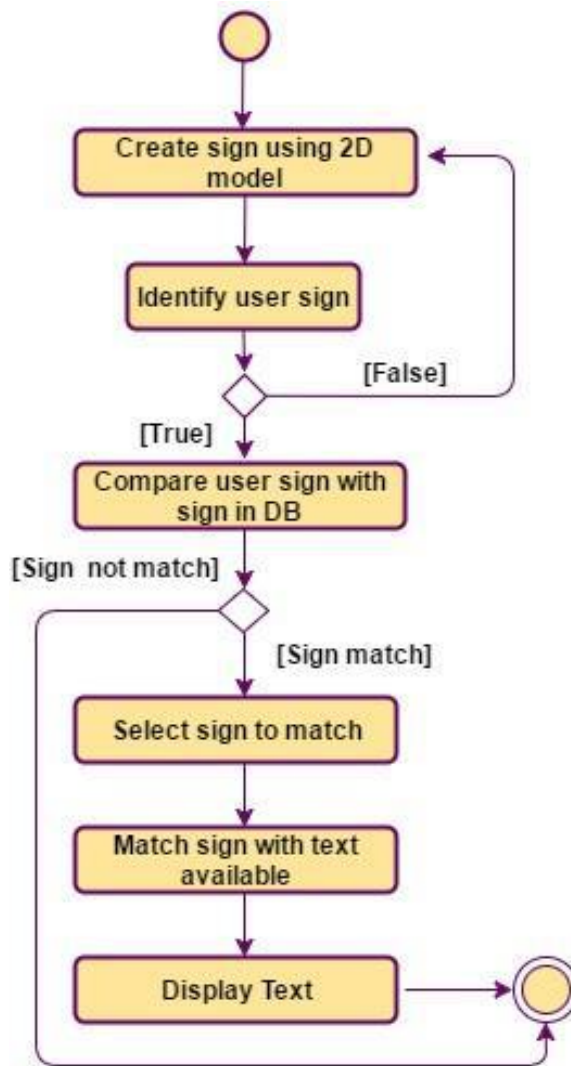 Create sign using 2D
model
Identify user sign
[False]
[True]
Compare user sign with
sign in DB
[Sign  not match]
[Sign match]
Select sign to match
Match sign with text
available
Display Text